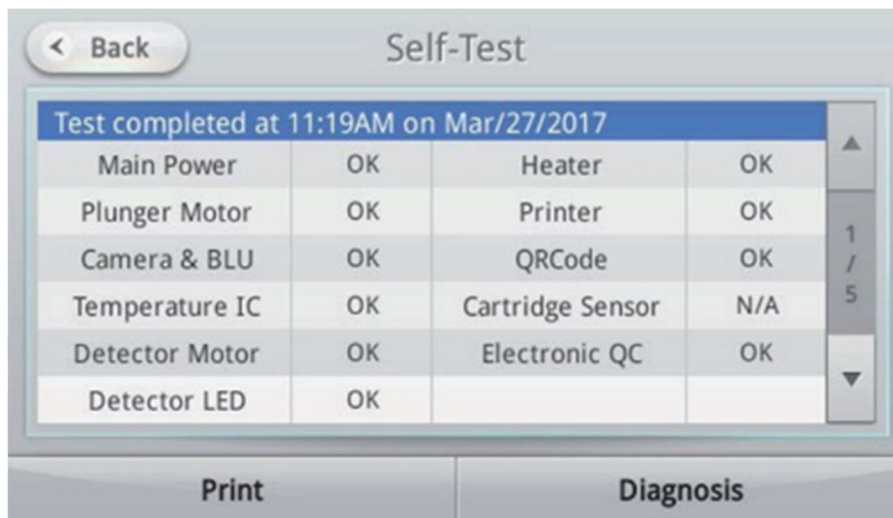 Back
Self-Test
Test completed at 11:19AM on Mar/27/2017
Main Power OK Heater OK
Plunger Motor OK Printer OK
Camera & BLU OK QRCode OK
Temperature IC OK Cartridge Sensor N/A
Detector Motor OK Electronic QC OK
Detector LED OK
1
/
5
Print Diagnosis